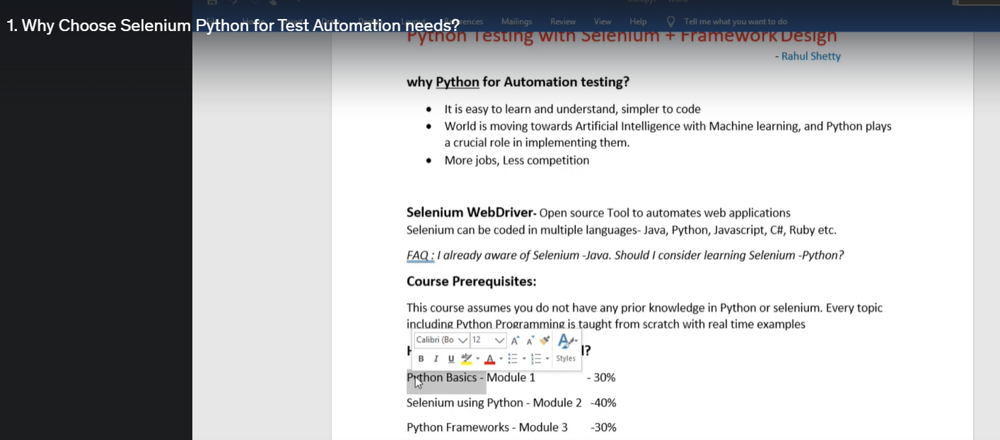 1. Why Choose Selenium Python for Test Automation needs?
Mailings Review View Help Tell me what you want to do
Python Testing with Selenium + Framework Design
- Rahul Shetty
why Python for Automation testing?
• It is easy to learn and understand, simpler to code
• World is moving towards Artificial Intelligence with Machine learning, and Python plays
a crucial role in implementing them.
• More jobs, Less competition
Selenium WebDriver- Open source Tool to automates web applications
Selenium can be coded in multiple languages- Java, Python, Javascript, C#, Ruby etc.
FAQ : I already aware of Selenium -Java. Should I consider learning Selenium -Python?
Course Prerequisites:
This course assumes you do not have any prior knowledge in Python or selenium. Every topic
including Python Programming is taught from scratch with real time examples
Calibri (Bo 12
B I U Styles
Python Basics - Module 1 - 30%
Selenium using Python - Module 2 -40%
Python Frameworks - Module 3 -30%